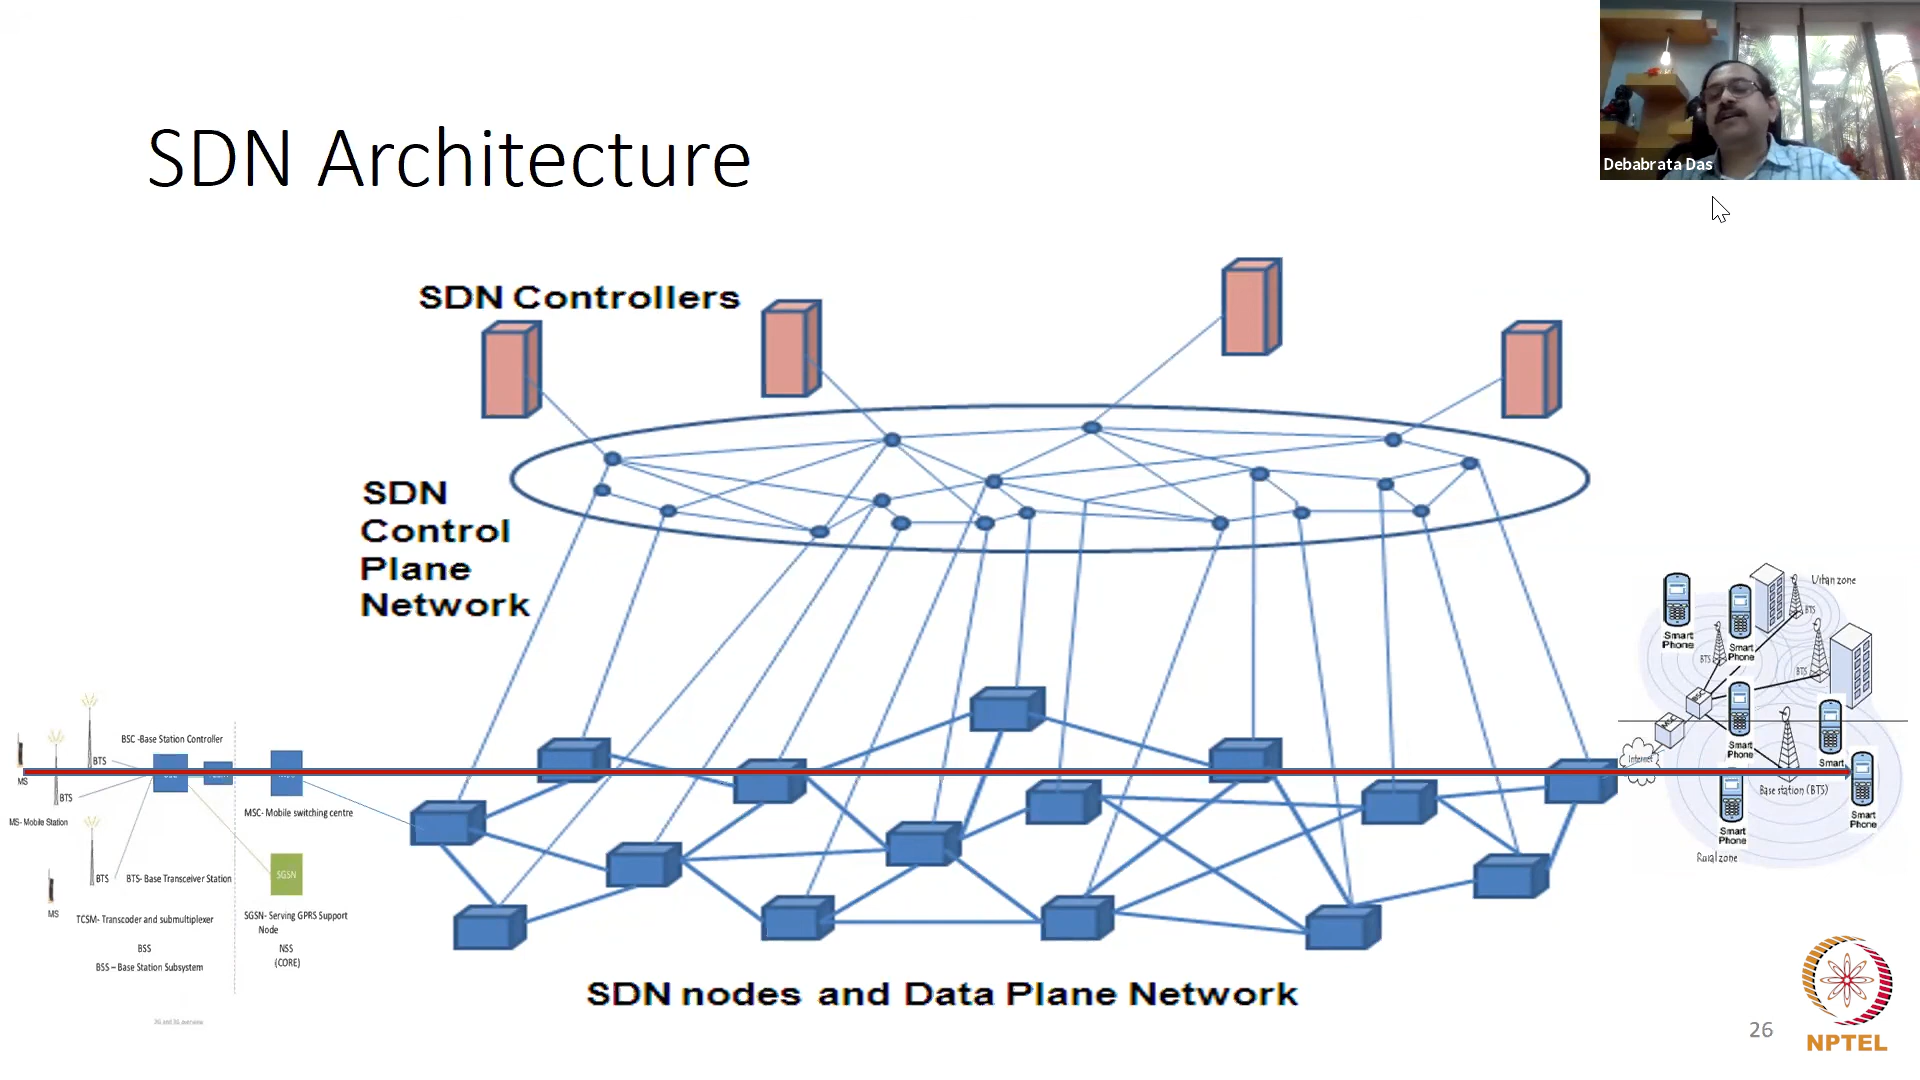 SDN Architecture
Debabrata Das
SDN Controllers
SDN
Control
Plane
Network
Urban zone
BTS
Smart
Phone
Smart
Phone
BTS
BTS
BSC
MSC
Smart
Phone
Internet
Smart
Base station (BTS)
Smart
Phone
Smart
Phone
Rural zone
BSC -Base Station Controller
BTS
MS
BTS
MS- Mobile Station
MSC- Mobile switching centre
BTS
BTS- Base Transceiver Station
SGSN
MS
TCSM- Transcoder and submultiplexer
SGSN- Serving GPRS Support
Node
BSS
NSS
(CORE)
BSS – Base Station Subsystem
SDN nodes and Data Plane Network
26
NPTEL